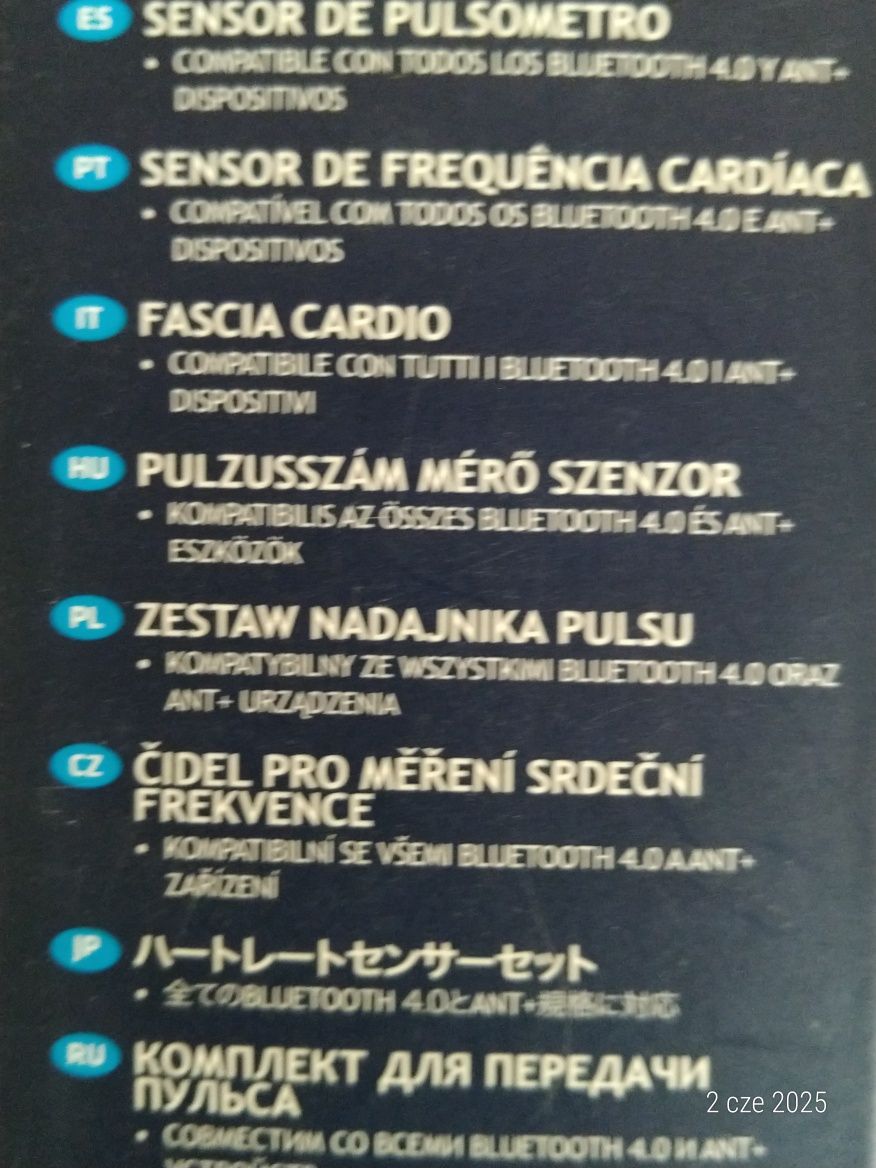 ES SENSOR DE PULSÓMETRO
• COMPATIBLE CON TODOS LOS BLUETOOTH 4.0 Y ANT+
DISPOSITIVOS
PT SENSOR DE FREQUÊNCIA CARDÍACA
• COMPATÍVEL COM TODOS OS BLUETOOTH 4.0 E ANT+
DISPOSITIVOS
IT FASCIA CARDIO
• COMPATIBILE CON TUTTI I BLUETOOTH 4.0 I ANT+
DISPOSITIVI
HU PULZUSSZÁM MÉRŐ SZENZOR
• KOMPATIBILIS AZ ÖSSZES BLUETOOTH 4.0 ÉS ANT+
ESZKÖZÖK
PL ZESTAW NADAJNIKA PULSU
• KOMPATYBILNY ZE WSZYSTKIMI BLUETOOTH 4.0 ORAZ
ANT+ URZĄDZENIA
CZ ČIDEL PRO MĚŘENÍ SRDEČNÍ
FREKVENCE
• KOMPATIBILNÍ SE VŠEMI BLUETOOTH 4.0 A ANT+
ZAŘÍZENÍ
JP ハートレートセンサーセット
• 全てのBLUETOOTH 4.0とANT+規格に対応
RU КОМПЛЕКТ ДЛЯ ПЕРЕДАЧИ
ПУЛЬСА
• СОВМЕСТИМ СО ВСЕМИ BLUETOOTH 4.0 И ANT+
2 cze 2025